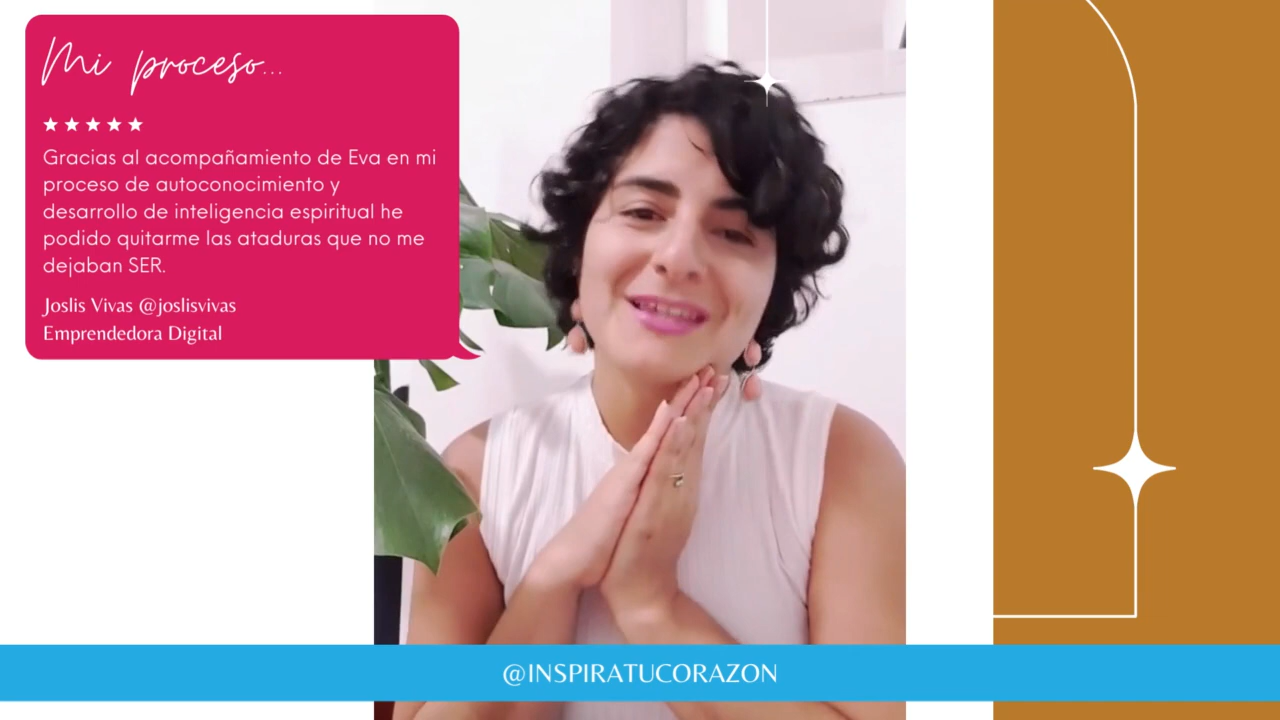 Mi proceso...
Gracias al acompañamiento de Eva en mi
proceso de autoconocimiento y
desarrollo de inteligencia espiritual he
podido quitarme las ataduras que no me
dejaban SER.
Joslis Vivas @joslisvivas
Emprendedora Digital
@INSPIRATUCORAZON